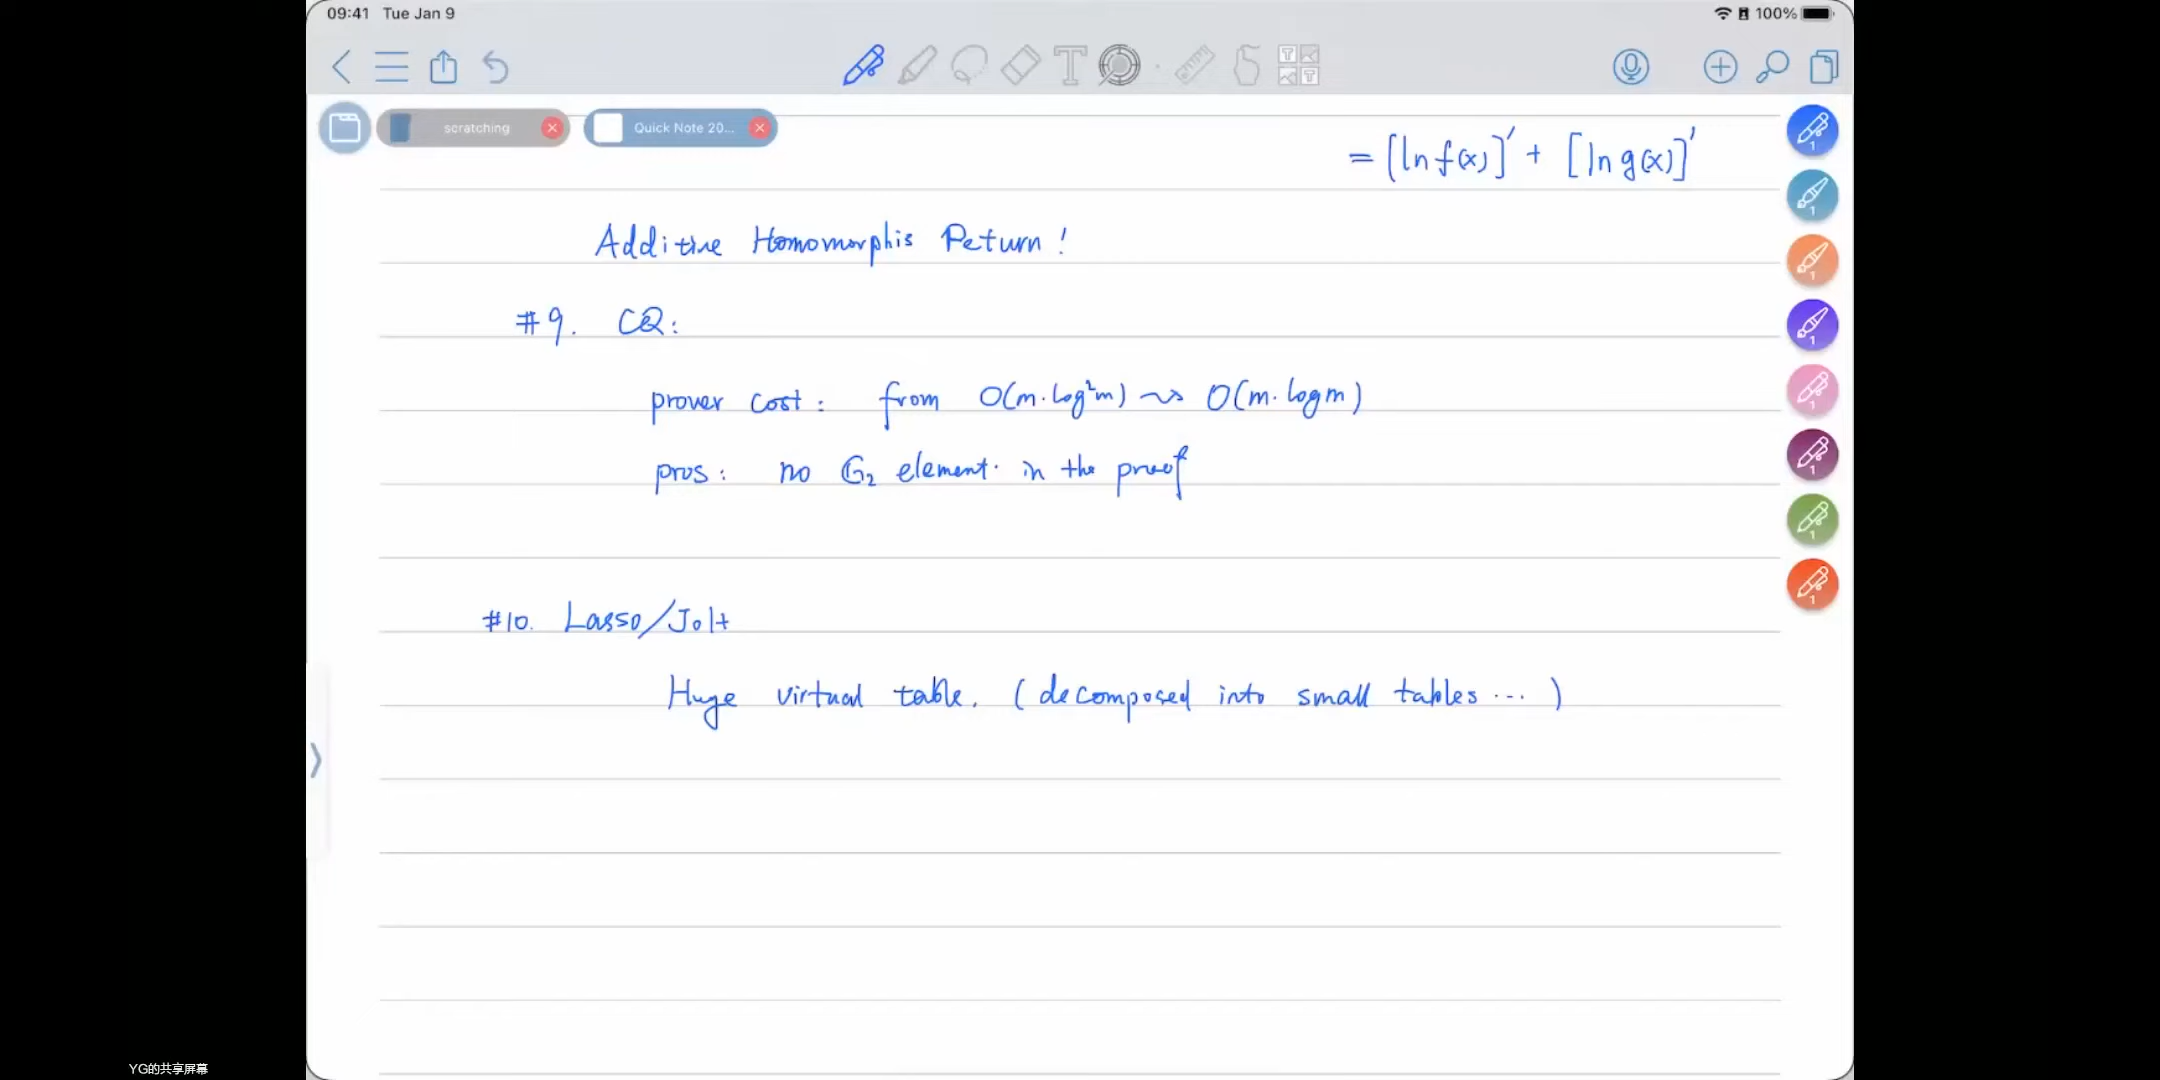 09:41 Tue Jan 9
100%
scratching
Quick Note 20...
= [ln f(x)]' + [ln g(x)]'
Additive Homomorphis Return!
#9. CQ:
prover cost: from O(m·log²m) ⇝ O(m·logm)
pros: no G₂ element in the proof
#10. Lasso/Jolt
Huge virtual table. (decomposed into small tables ...)
YG的共享屏幕